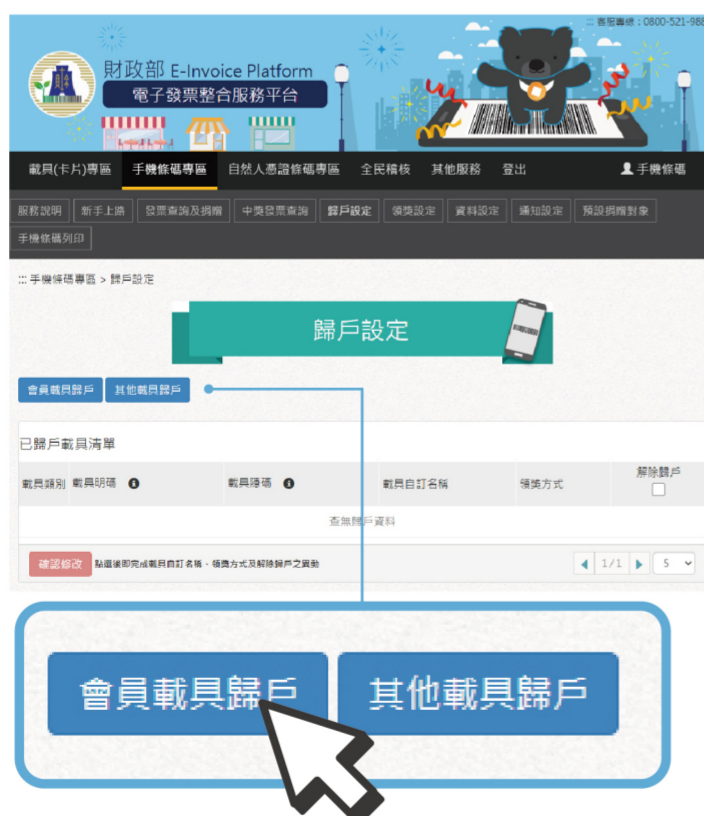 ::: 客服專線：0800-521-988
財政部 E-Invoice Platform
電子發票整合服務平台
載具(卡片)專區 手機條碼專區 自然人憑證條碼專區 全民稽核 其他服務 登出 手機條碼
服務說明 新手上路 發票查詢及捐贈 中獎發票查詢 歸戶設定 領獎設定 資料設定 通知設定 預設捐贈對象
手機條碼列印
::: 手機條碼專區 > 歸戶設定
歸戶設定
會員載具歸戶 其他載具歸戶
已歸戶載具清單
載具類別 載具明碼 載具隱碼 載具自訂名稱 領獎方式 解除歸戶
查無歸戶資料
確認修改 點選後即完成載具自訂名稱、領獎方式及解除歸戶之異動 1/1 5
會員載具歸戶 其他載具歸戶